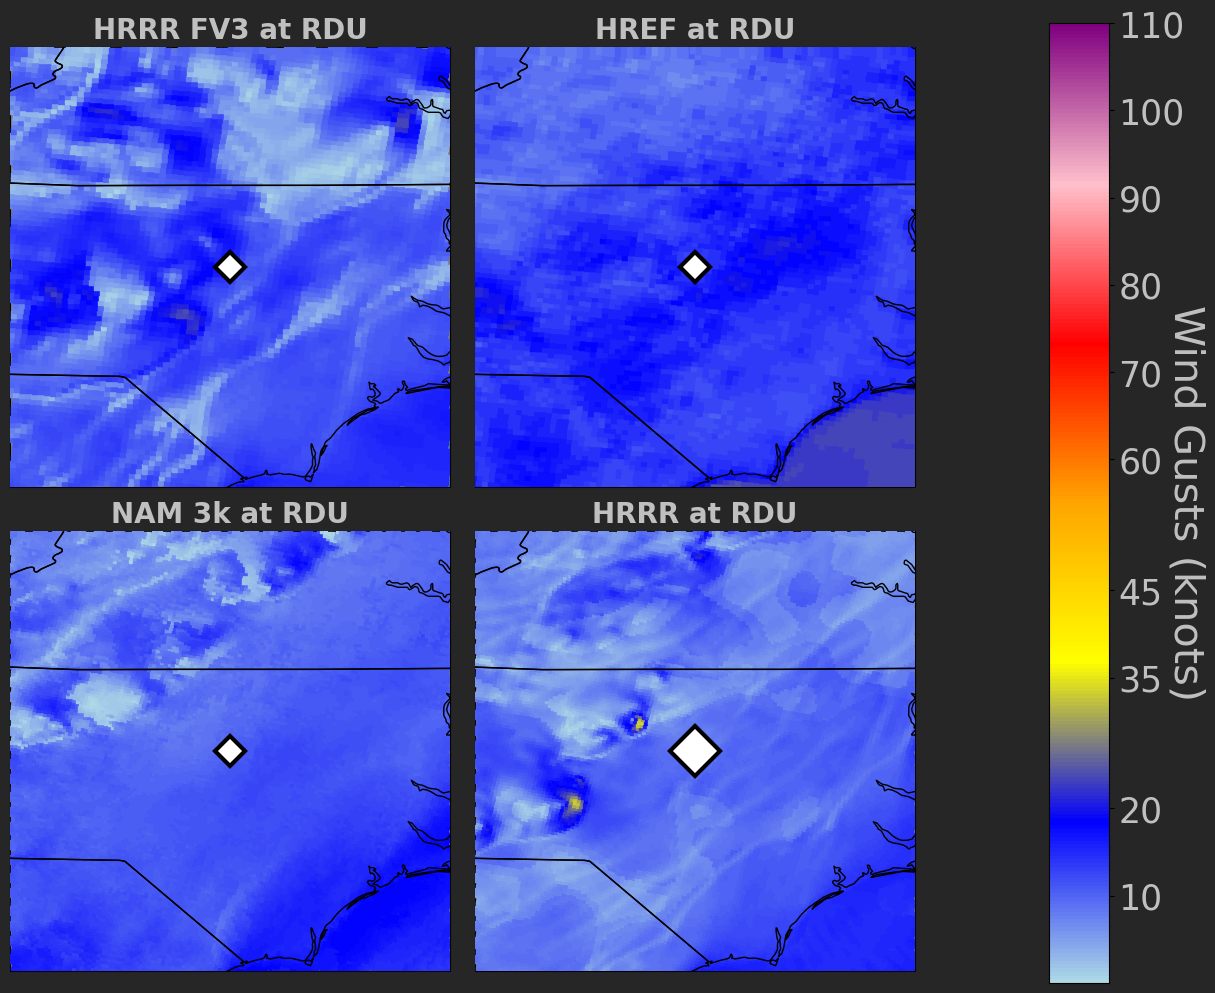 HRRR FV3 at RDU
HREF at RDU
NAM 3k at RDU
HRRR at RDU
110
100
90
80
70
60
45
35
20
10
Wind Gusts (knots)